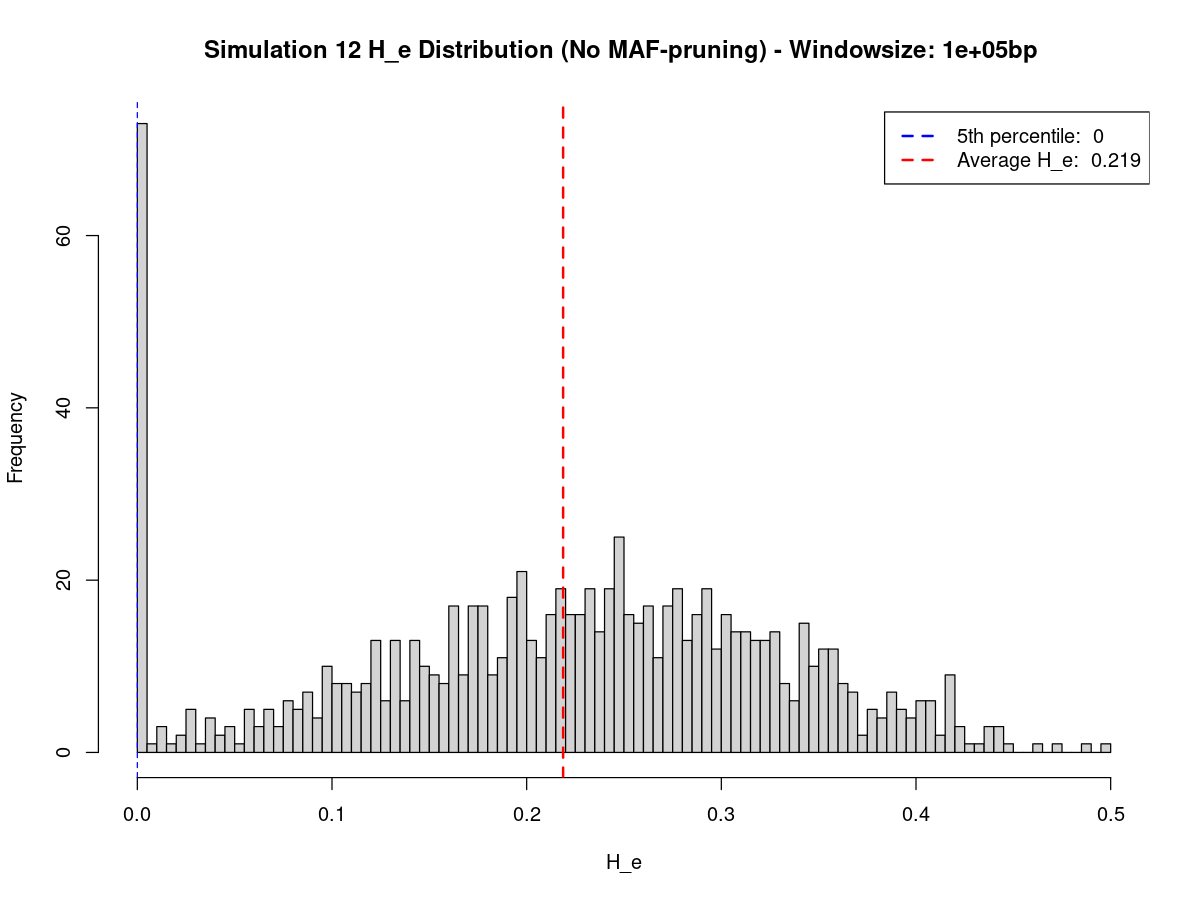 Simulation 12 H_e Distribution (No MAF-pruning) - Windowsize: 1e+05bp
5th percentile:  0
Average H_e:  0.219
Frequency
60
40
20
0
0.0 0.1 0.2 0.3 0.4 0.5
H_e